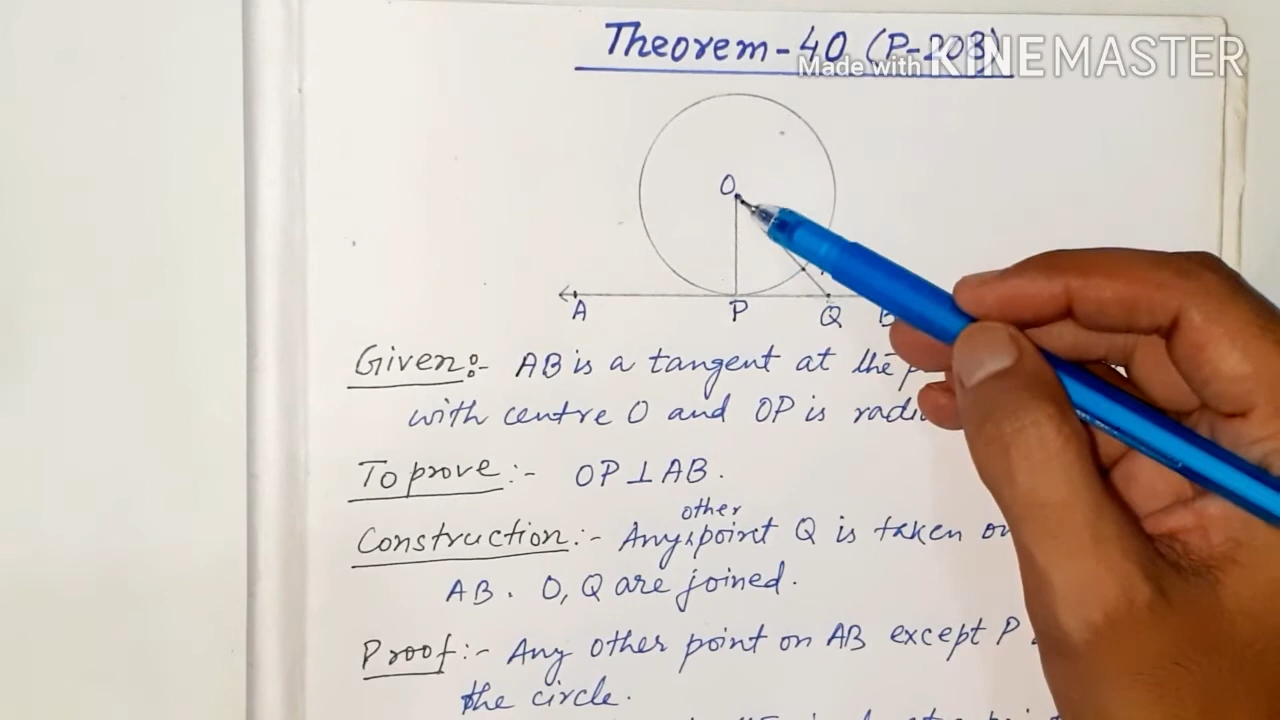 Theorem-40 (P-203)
Made with KINEMASTER
O
A P Q B
Given:- AB is a tangent at the
with centre O and OP is
To prove:- OP⊥AB.
other
Construction:- Any point Q is taken
AB. O, Q are joined.
Proof:- Any other point on AB except P
the circle.